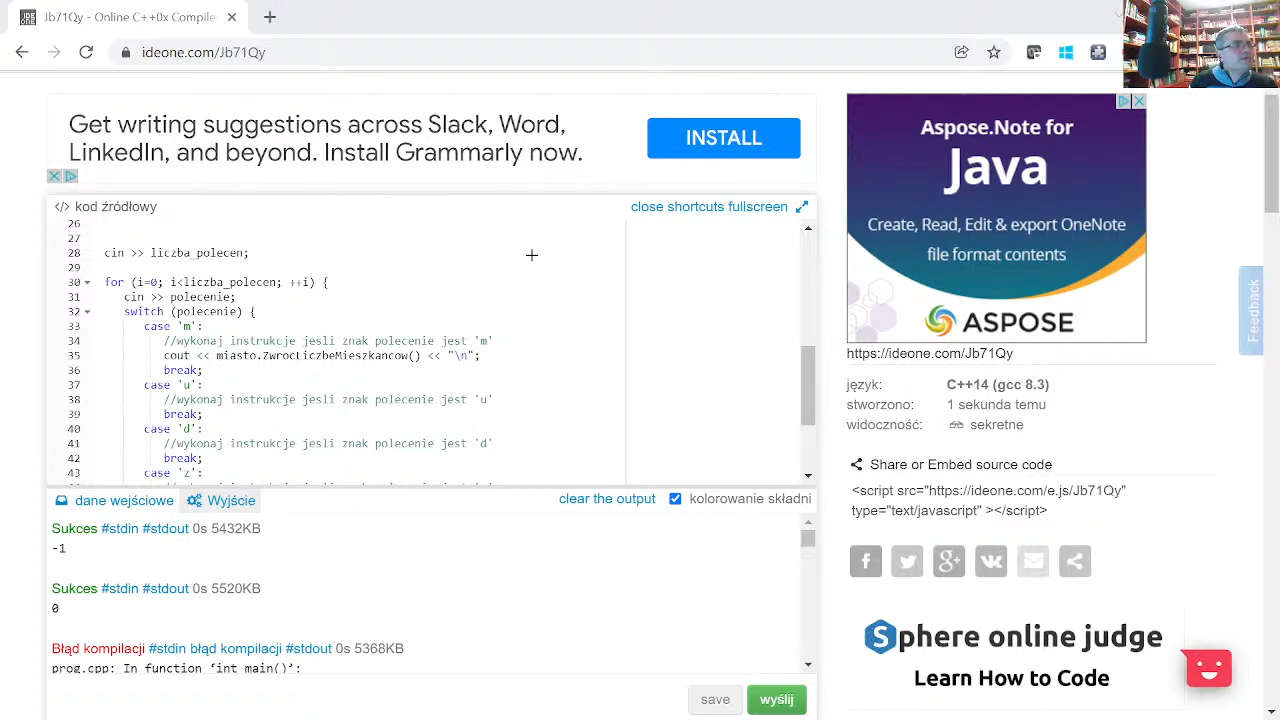 Jb71Qy - Online C++0x Compiler
ideone.com/Jb71Qy
Get writing suggestions across Slack, Word,
LinkedIn, and beyond. Install Grammarly now.
INSTALL
kod źródłowy
close shortcuts fullscreen
26
27
28 cin >> liczba_polecen;
29
30 for (i=0; i<liczba_polecen; ++i) {
31 cin >> polecenie;
32 switch (polecenie) {
33 case 'm':
34 //wykonaj instrukcje jesli znak polecenie jest 'm'
35 cout << miasto.ZwrocLiczbeMieszkancow() << "\n";
36 break;
37 case 'u':
38 //wykonaj instrukcje jesli znak polecenie jest 'u'
39 break;
40 case 'd':
41 //wykonaj instrukcje jesli znak polecenie jest 'd'
42 break;
43 case 'z':
dane wejściowe Wyjście
clear the output kolorowanie składni
Sukces #stdin #stdout 0s 5432KB
-1
Sukces #stdin #stdout 0s 5520KB
0
Błąd kompilacji #stdin błąd kompilacji #stdout 0s 5368KB
prog.cpp: In function ‘int main()’:
save wyślij
Aspose.Note for
Java
Create, Read, Edit & export OneNote
file format contents
ASPOSE
https://ideone.com/Jb71Qy
język: C++14 (gcc 8.3)
stworzono: 1 sekunda temu
widoczność: sekretne
Share or Embed source code
<script src="https://ideone.com/e.js/Jb71Qy"
type="text/javascript" ></script>
Sphere online judge
Learn How to Code
Feedback